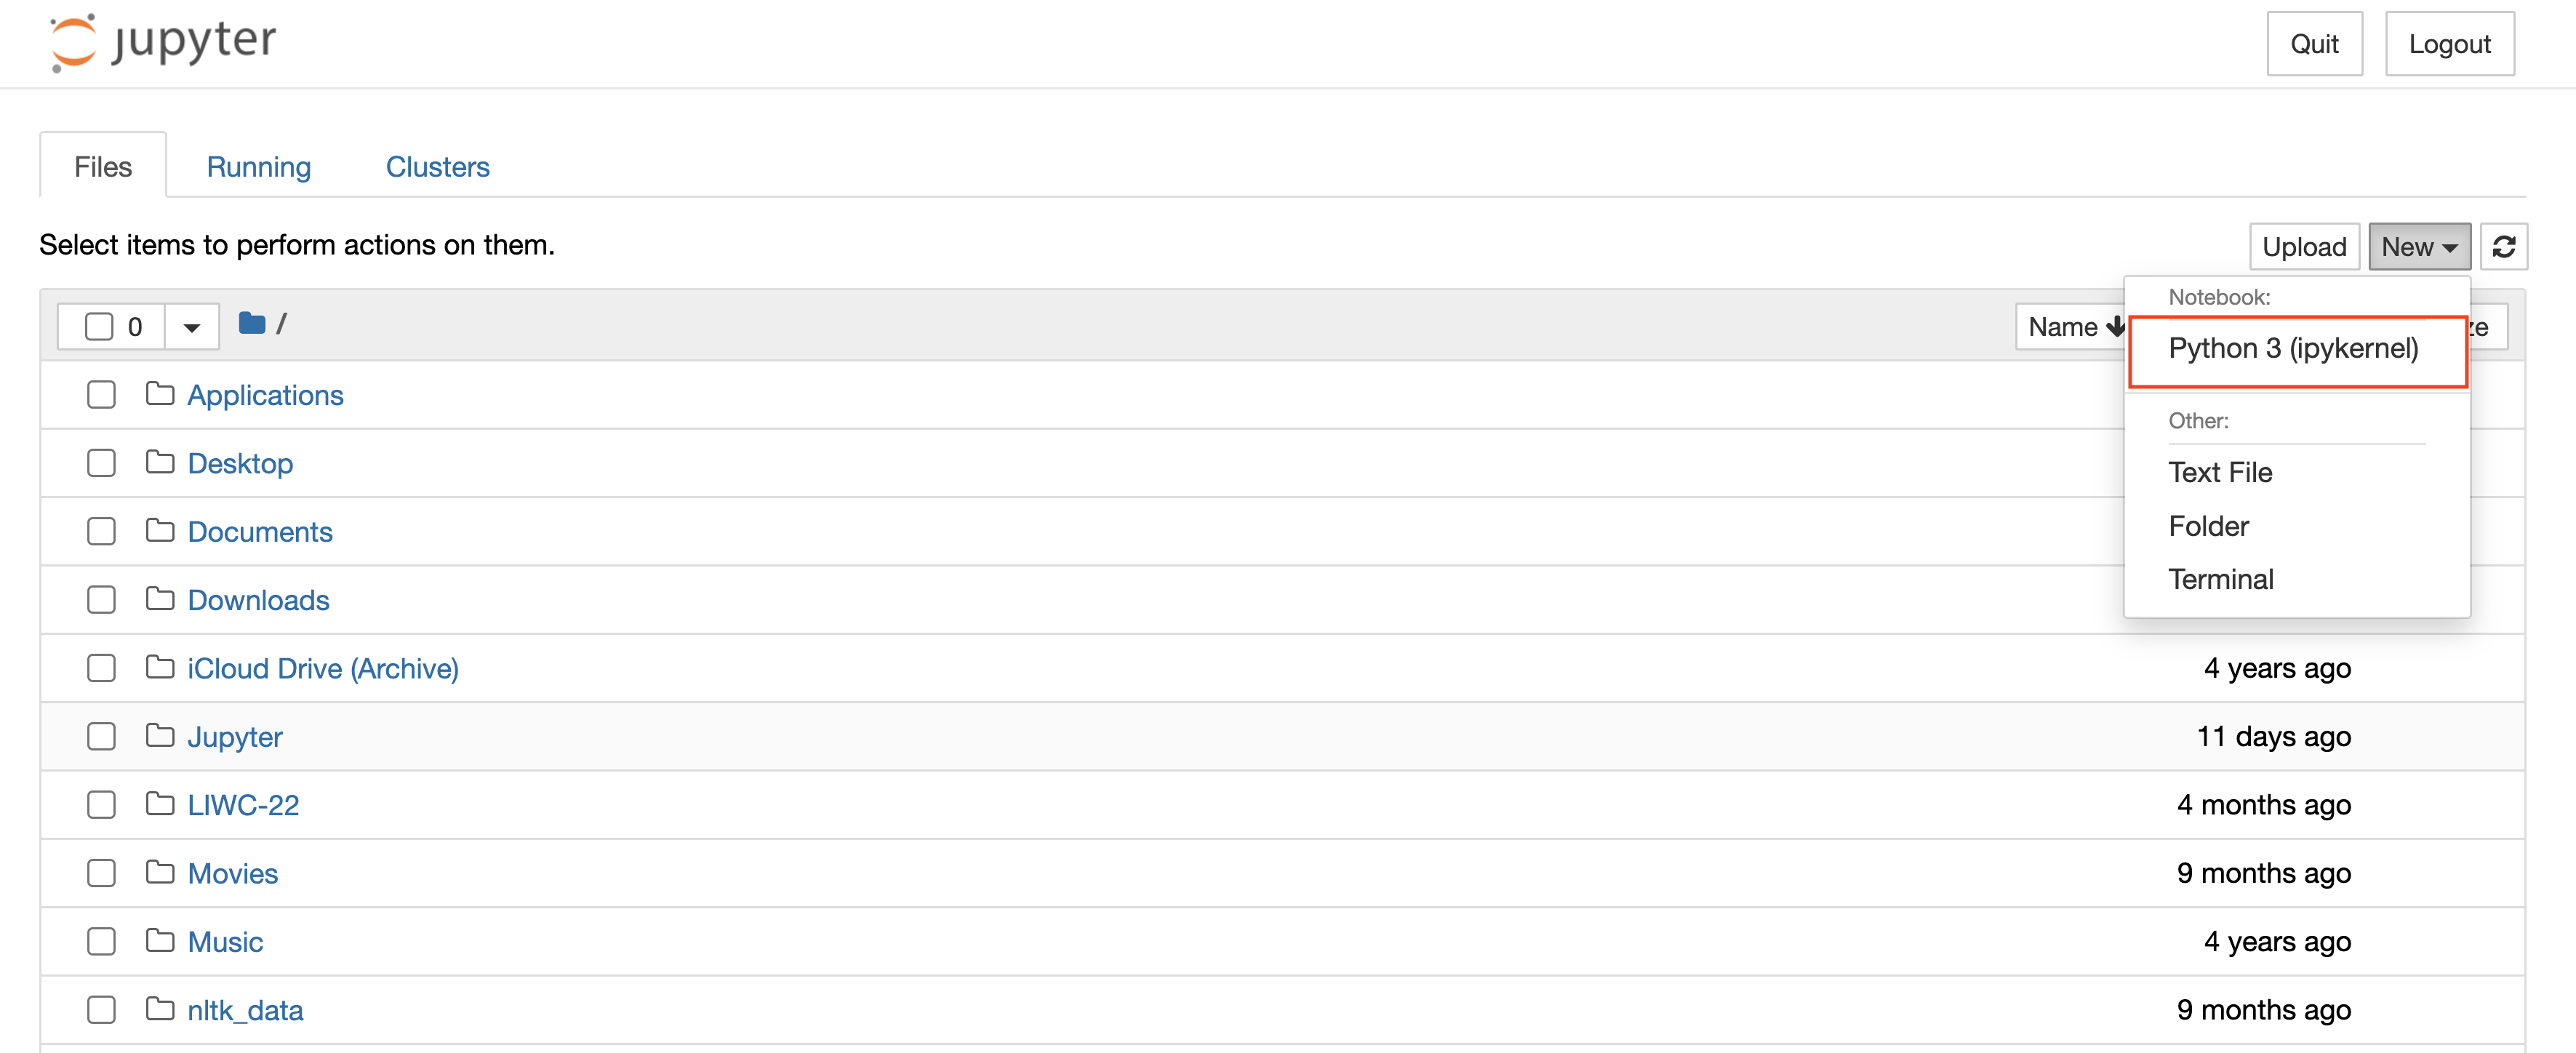 jupyter
Quit
Logout
Files
Running
Clusters
Select items to perform actions on them.
Upload
New
0
/
Name
Notebook:
Python 3 (ipykernel)
Other:
Text File
Folder
Terminal
Applications
Desktop
Documents
Downloads
iCloud Drive (Archive)
4 years ago
Jupyter
11 days ago
LIWC-22
4 months ago
Movies
9 months ago
Music
4 years ago
nltk_data
9 months ago